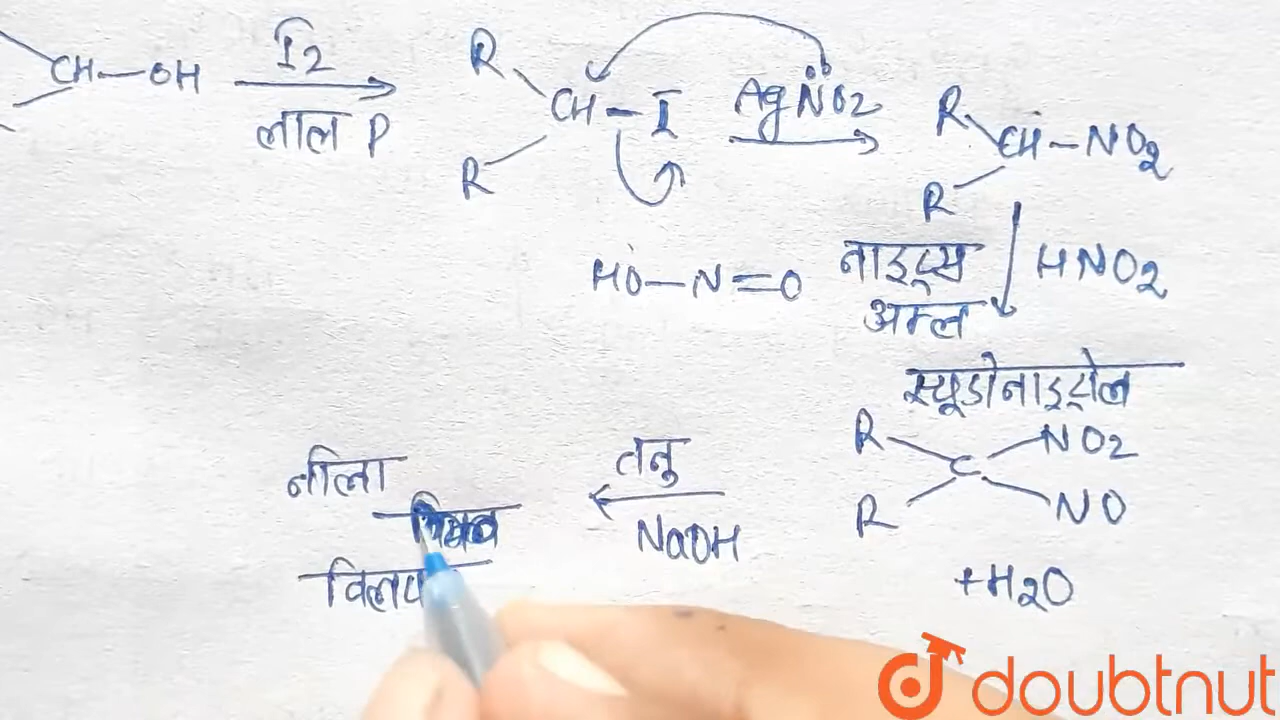 CH-OH I2 लाल P
R R CH-I
AgNO2
R R CH-NO2
HO-N=O
नाइट्रस अम्ल HNO2
स्यूडोनाइट्रोल
R R C NO2 NO
+H2O
तनु NaOH
नीला
doubtnut